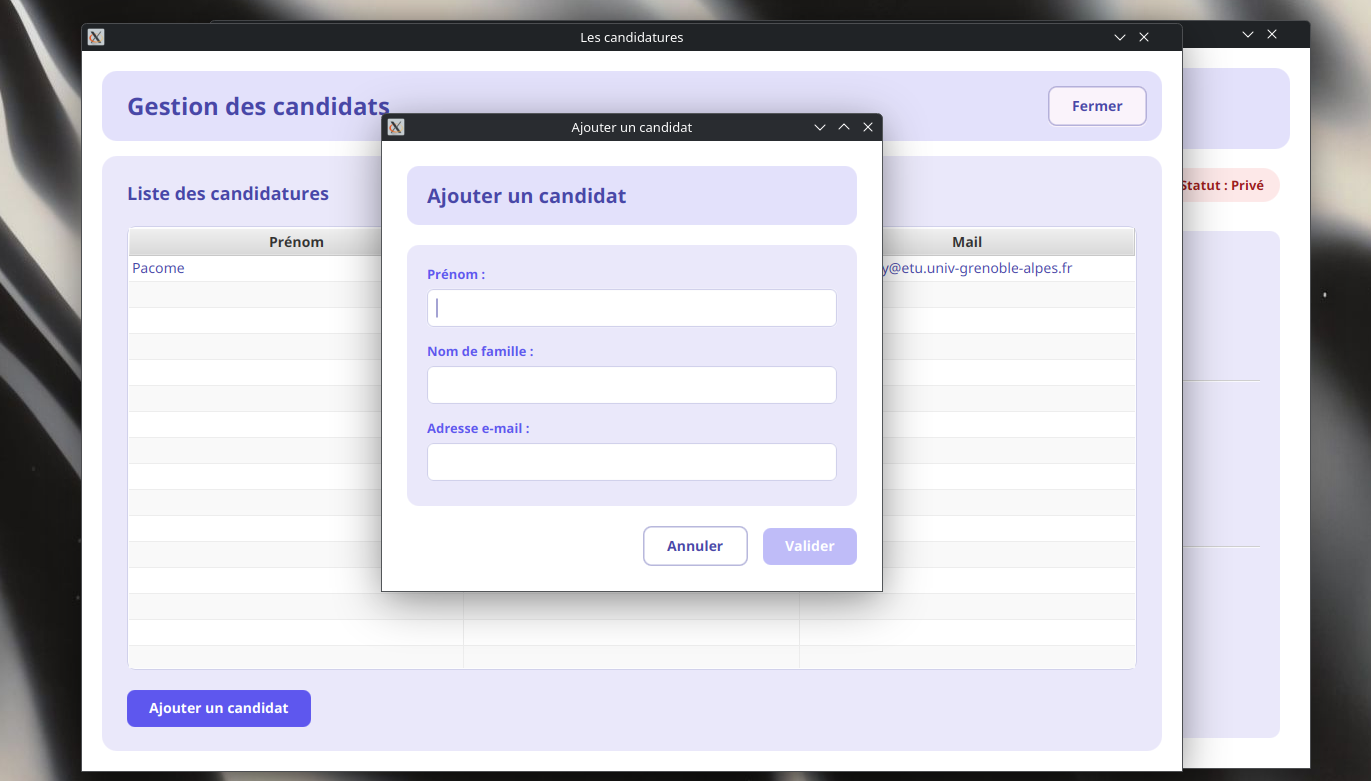 Les candidatures
Gestion des candidats
Fermer
Statut : Privé
Liste des candidatures
Prénom
Mail
Pacome
y@etu.univ-grenoble-alpes.fr
Ajouter un candidat
Ajouter un candidat
Prénom :
Nom de famille :
Adresse e-mail :
Annuler
Valider
Ajouter un candidat